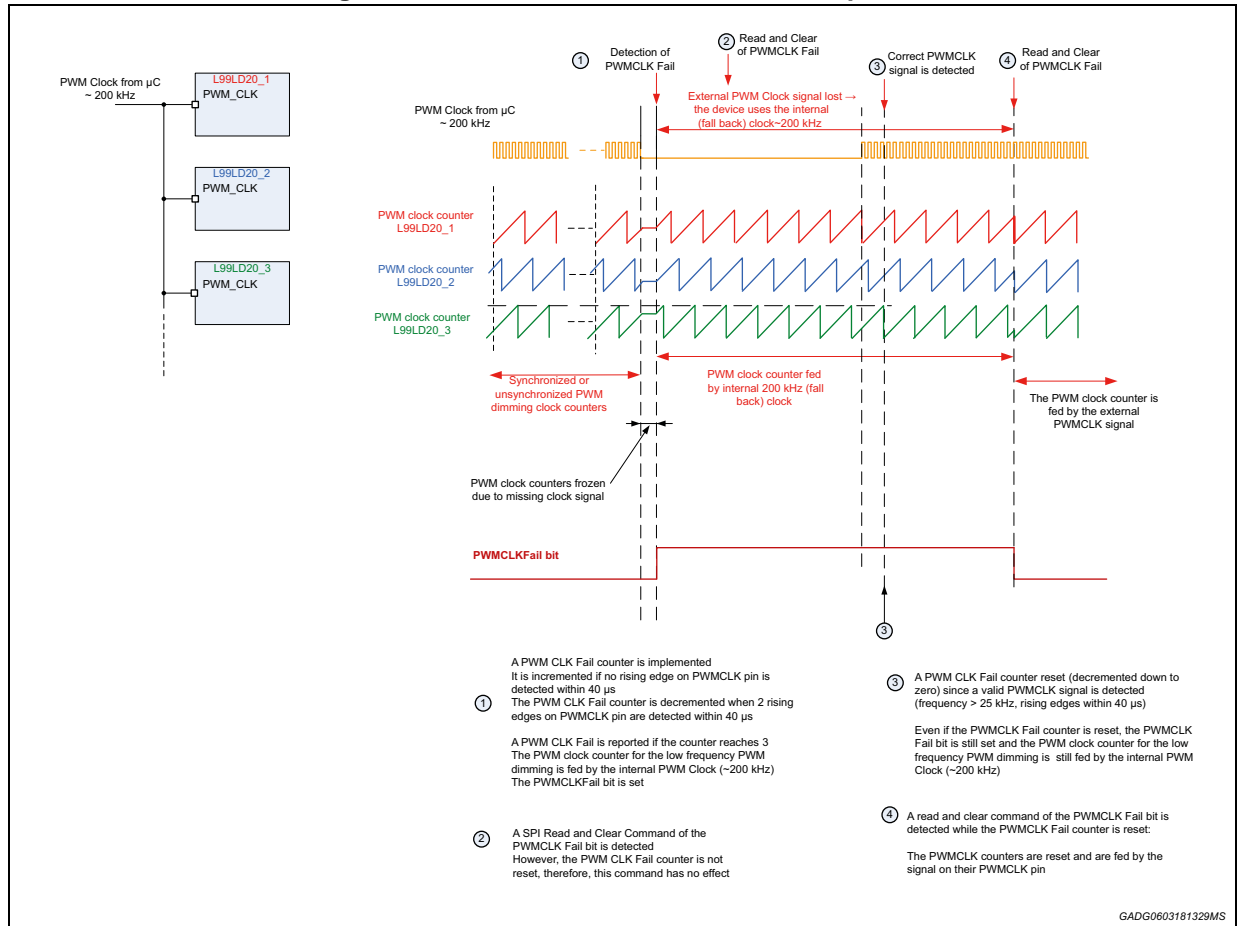 PWM Clock from µC
~ 200 kHz
L99LD20_1
PWM_CLK
L99LD20_2
PWM_CLK
L99LD20_3
PWM_CLK
1
Detection of
PWMCLK Fail
2
Read and Clear
of PWMCLK Fail
3
Correct PWMCLK
signal is detected
4
Read and Clear
of PWMCLK Fail
External PWM Clock signal lost →
the device uses the internal
(fall back) clock~200 kHz
PWM Clock from µC
~ 200 kHz
PWM clock counter
L99LD20_1
PWM clock counter
L99LD20_2
PWM clock counter
L99LD20_3
Synchronized or
unsynchronized PWM
dimming clock counters
PWM clock counter fed
by internal 200 kHz (fall
back) clock
The PWM clock counter is
fed by the external
PWMCLK signal
PWM clock counters frozen
due to missing clock signal
PWMCLKFail bit
3
1
A PWM CLK Fail counter is implemented
It is incremented if no rising edge on PWMCLK pin is
detected within 40 µs
The PWM CLK Fail counter is decremented when 2 rising
edges on PWMCLK pin are detected within 40 µs
A PWM CLK Fail is reported if the counter reaches 3
The PWM clock counter for the low frequency PWM
dimming is fed by the internal PWM Clock (~200 kHz)
The PWMCLKFail bit is set
2
A SPI Read and Clear Command of the
PWMCLK Fail bit is detected
However, the PWM CLK Fail counter is not
reset, therefore, this command has no effect
3
A PWM CLK Fail counter reset (decremented down to
zero) since a valid PWMCLK signal is detected
(frequency > 25 kHz, rising edges within 40 µs)
Even if the PWMCLK Fail counter is reset, the PWMCLK
Fail bit is still set and the PWM clock counter for the low
frequency PWM dimming is still fed by the internal PWM
Clock (~200 kHz)
4
A read and clear command of the PWMCLK Fail bit is
detected while the PWMCLK Fail counter is reset:
The PWMCLK counters are reset and are fed by the
signal on their PWMCLK pin
GADG0603181329MS